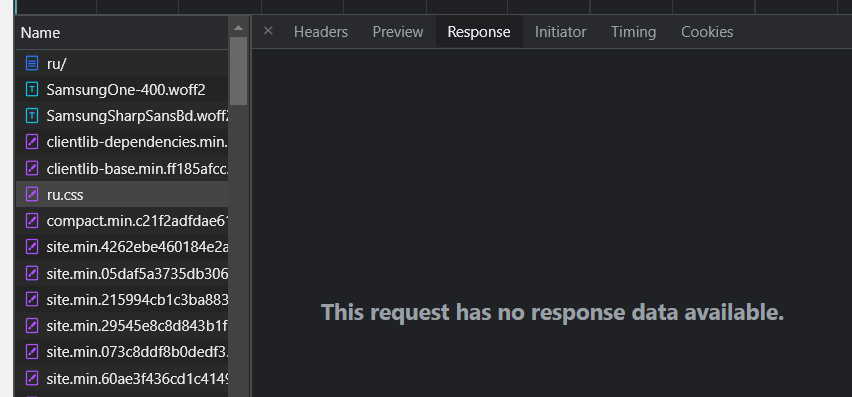 Name
× Headers Preview Response Initiator Timing Cookies
ru/
SamsungOne-400.woff2
SamsungSharpSansBd.woff2
clientlib-dependencies.min.
clientlib-base.min.ff185afcc.
ru.css
compact.min.c21f2adfdae61
site.min.4262ebe460184e2a
site.min.05daf5a3735db306
site.min.215994cb1c3ba883
site.min.29545e8c8d843b1f
site.min.073c8ddf8b0dedf3.
site.min.60ae3f436cd1c4149
This request has no response data available.